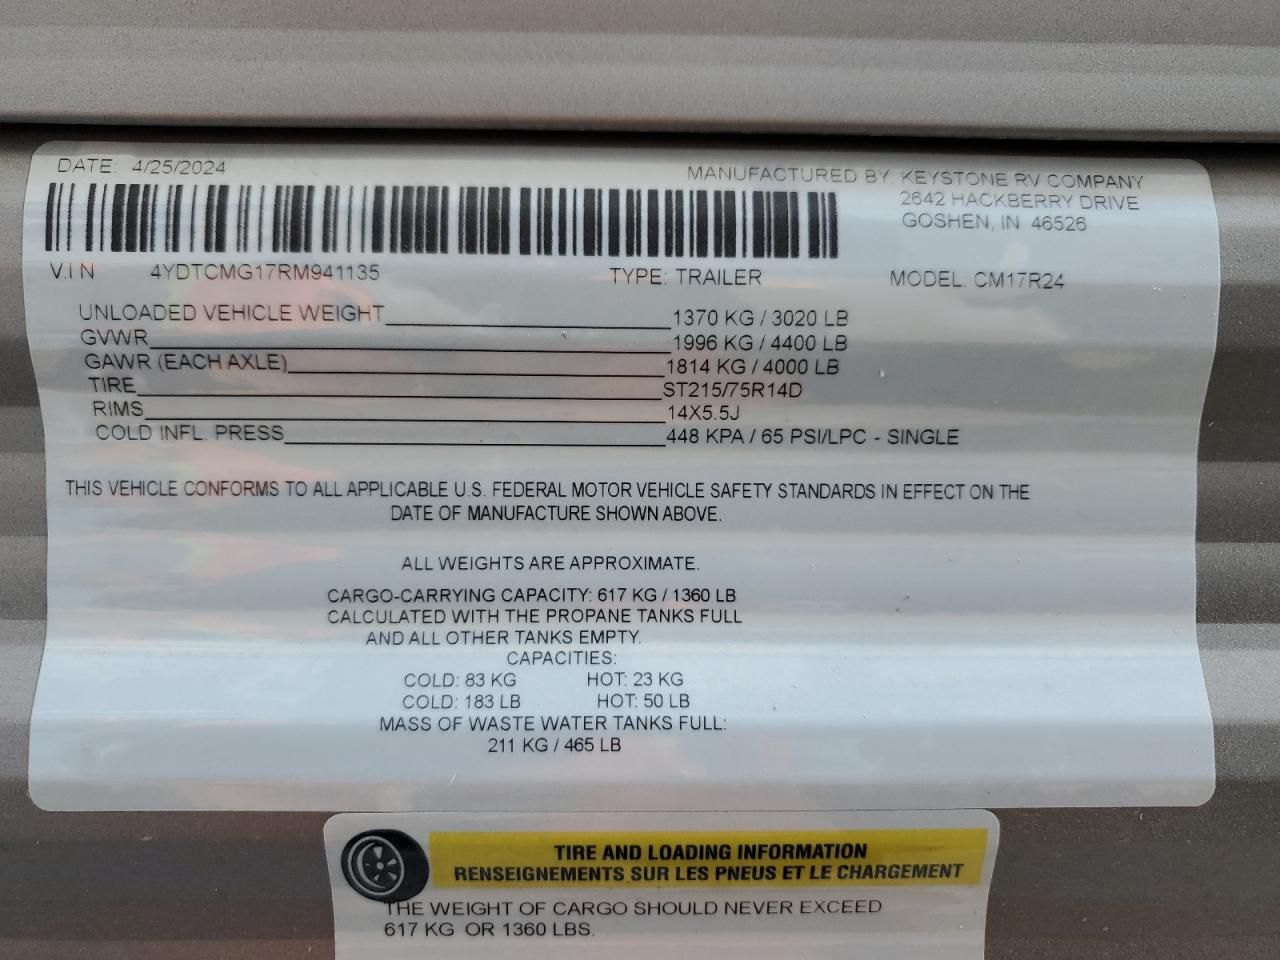 DATE: 4/25/2024
MANUFACTURED BY: KEYSTONE RV COMPANY
2642 HACKBERRY DRIVE
GOSHEN, IN 46526
V.I N 4YDTCMG17RM941135 TYPE: TRAILER MODEL: CM17R24
UNLOADED VEHICLE WEIGHT 1370 KG / 3020 LB
GVWR 1996 KG / 4400 LB
GAWR (EACH AXLE) 1814 KG / 4000 LB
TIRE ST215/75R14D
RIMS 14X5.5J
COLD INFL. PRESS 448 KPA / 65 PSI/LPC - SINGLE
THIS VEHICLE CONFORMS TO ALL APPLICABLE U.S. FEDERAL MOTOR VEHICLE SAFETY STANDARDS IN EFFECT ON THE
DATE OF MANUFACTURE SHOWN ABOVE.
ALL WEIGHTS ARE APPROXIMATE.
CARGO-CARRYING CAPACITY: 617 KG / 1360 LB
CALCULATED WITH THE PROPANE TANKS FULL
AND ALL OTHER TANKS EMPTY.
CAPACITIES:
COLD: 83 KG HOT: 23 KG
COLD: 183 LB HOT: 50 LB
MASS OF WASTE WATER TANKS FULL:
211 KG / 465 LB
TIRE AND LOADING INFORMATION
RENSEIGNEMENTS SUR LES PNEUS ET LE CHARGEMENT
THE WEIGHT OF CARGO SHOULD NEVER EXCEED
617 KG OR 1360 LBS.